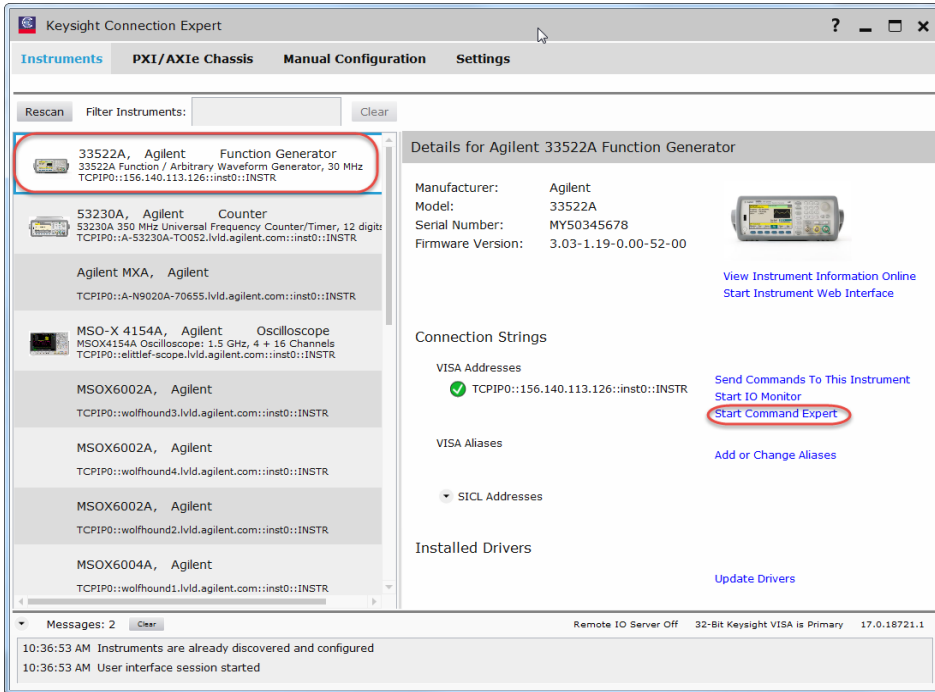 Keysight Connection Expert
?
Instruments PXI/AXIe Chassis Manual Configuration Settings
Rescan Filter Instruments: Clear
33522A, Agilent Function Generator
33522A Function / Arbitrary Waveform Generator, 30 MHz
TCPIP0::156.140.113.126::inst0::INSTR
53230A, Agilent Counter
53230A 350 MHz Universal Frequency Counter/Timer, 12 digits
TCPIP0::A-53230A-TO052.lvld.agilent.com::inst0::INSTR
Agilent MXA, Agilent
TCPIP0::A-N9020A-70655.lvld.agilent.com::inst0::INSTR
MSO-X 4154A, Agilent Oscilloscope
MSOX4154A Oscilloscope: 1.5 GHz, 4 + 16 Channels
TCPIP0::elittlef-scope.lvld.agilent.com::inst0::INSTR
MSOX6002A, Agilent
TCPIP0::wolfhound3.lvld.agilent.com::inst0::INSTR
MSOX6002A, Agilent
TCPIP0::wolfhound4.lvld.agilent.com::inst0::INSTR
MSOX6002A, Agilent
TCPIP0::wolfhound2.lvld.agilent.com::inst0::INSTR
MSOX6004A, Agilent
TCPIP0::wolfhound1.lvld.agilent.com::inst0::INSTR
Details for Agilent 33522A Function Generator
Manufacturer: Agilent
Model: 33522A
Serial Number: MY50345678
Firmware Version: 3.03-1.19-0.00-52-00
View Instrument Information Online
Start Instrument Web Interface
Connection Strings
VISA Addresses
TCPIP0::156.140.113.126::inst0::INSTR
Send Commands To This Instrument
Start IO Monitor
Start Command Expert
VISA Aliases
Add or Change Aliases
SICL Addresses
Installed Drivers
Update Drivers
Messages: 2 Clear Remote IO Server Off 32-Bit Keysight VISA is Primary 17.0.18721.1
10:36:53 AM Instruments are already discovered and configured
10:36:53 AM User interface session started